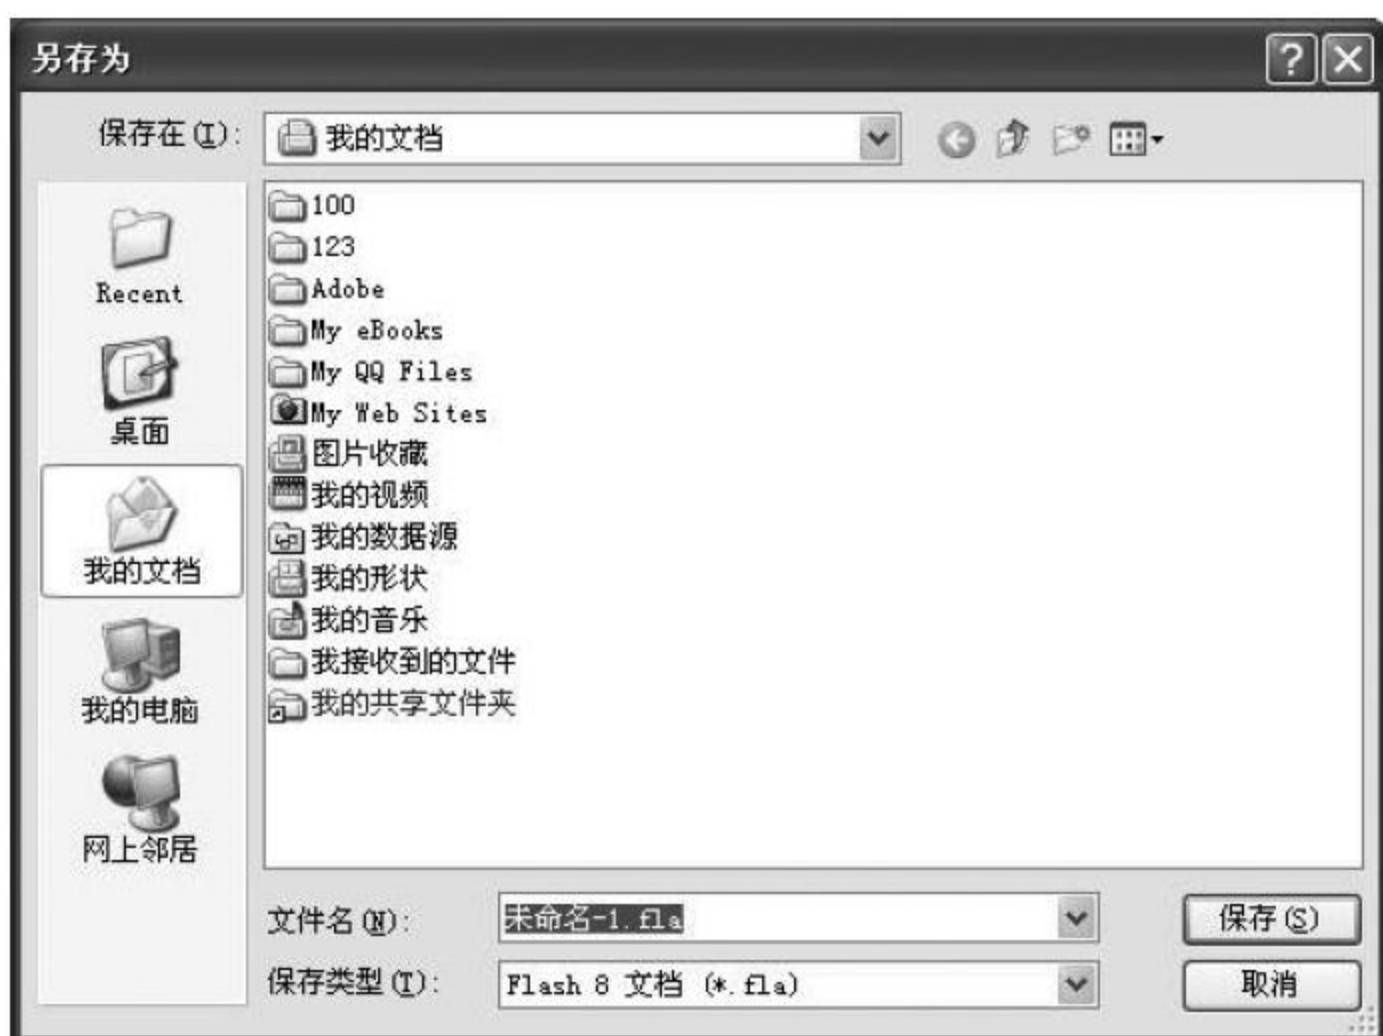 另存为
保存在(I):
我的文档
Recent
桌面
我的文档
我的电脑
网上邻居
100
123
Adobe
My eBooks
My QQ Files
My Web Sites
图片收藏
我的视频
我的数据源
我的形状
我的音乐
我接收到的文件
我的共享文件夹
文件名(N):
未命名-1.fla
保存(S)
保存类型(T):
Flash 8 文档 (*.fla)
取消